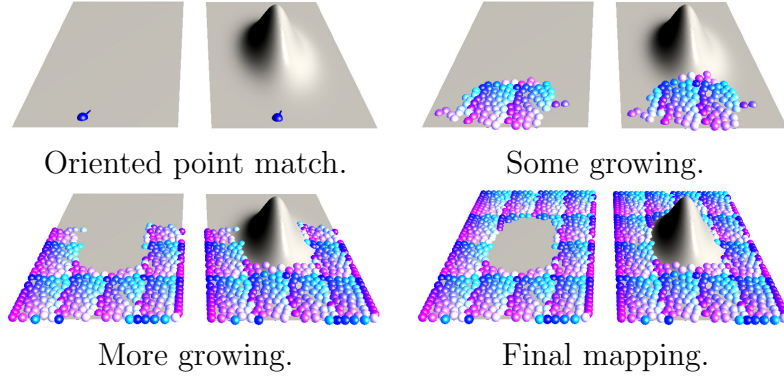 Oriented point match.
Some growing.
More growing.
Final mapping.